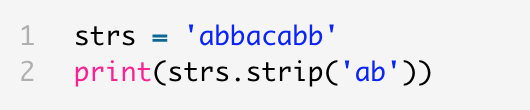 1 strs = 'abbacabb'
2 print(strs.strip('ab'))